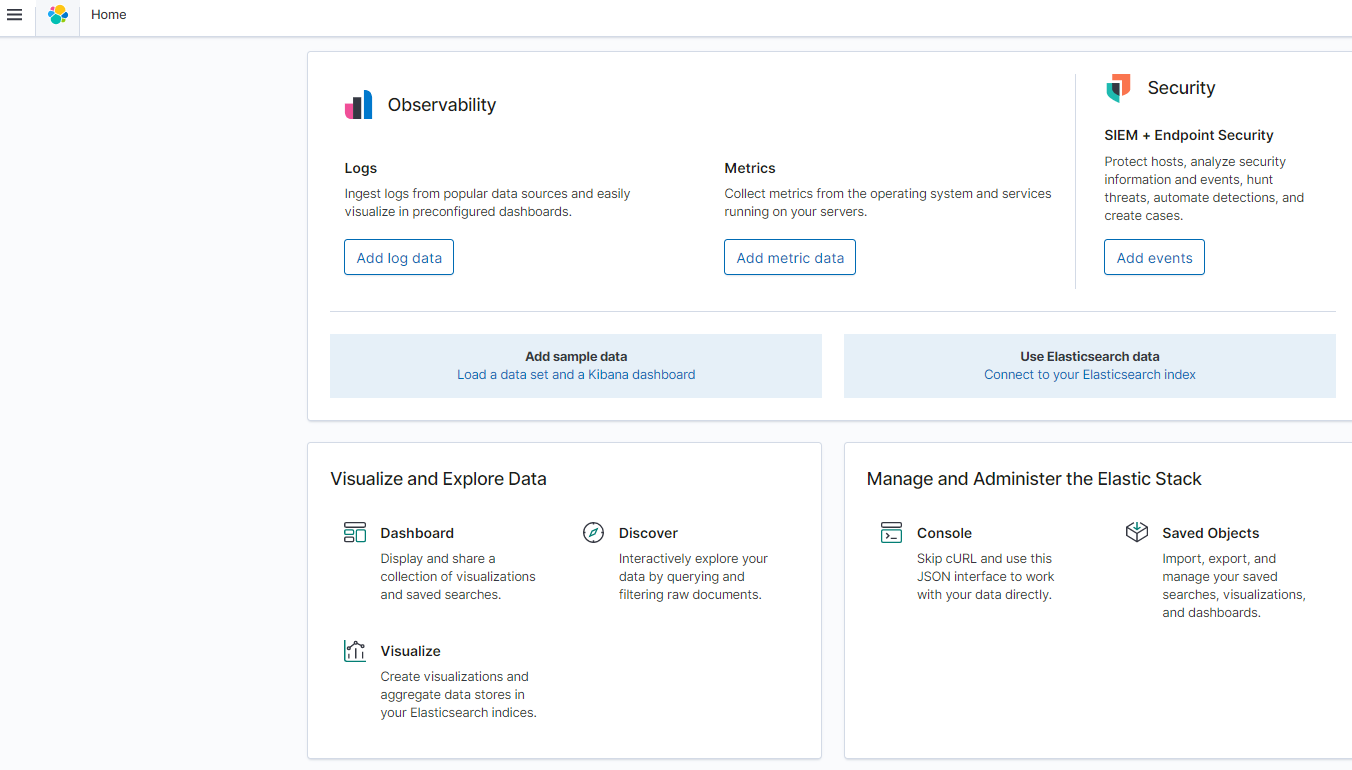 Home
Observability
Logs
Ingest logs from popular data sources and easily
visualize in preconfigured dashboards.
Add log data
Metrics
Collect metrics from the operating system and services
running on your servers.
Add metric data
Security
SIEM + Endpoint Security
Protect hosts, analyze security
information and events, hunt
threats, automate detections, and
create cases.
Add events
Add sample data
Load a data set and a Kibana dashboard
Use Elasticsearch data
Connect to your Elasticsearch index
Visualize and Explore Data
Dashboard
Display and share a
collection of visualizations
and saved searches.
Discover
Interactively explore your
data by querying and
filtering raw documents.
Visualize
Create visualizations and
aggregate data stores in
your Elasticsearch indices.
Manage and Administer the Elastic Stack
Console
Skip cURL and use this
JSON interface to work
with your data directly.
Saved Objects
Import, export, and
manage your saved
searches, visualizations,
and dashboards.